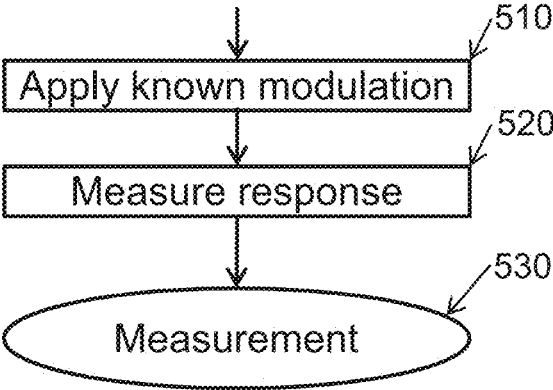 510
Apply known modulation
520
Measure response
530
Measurement